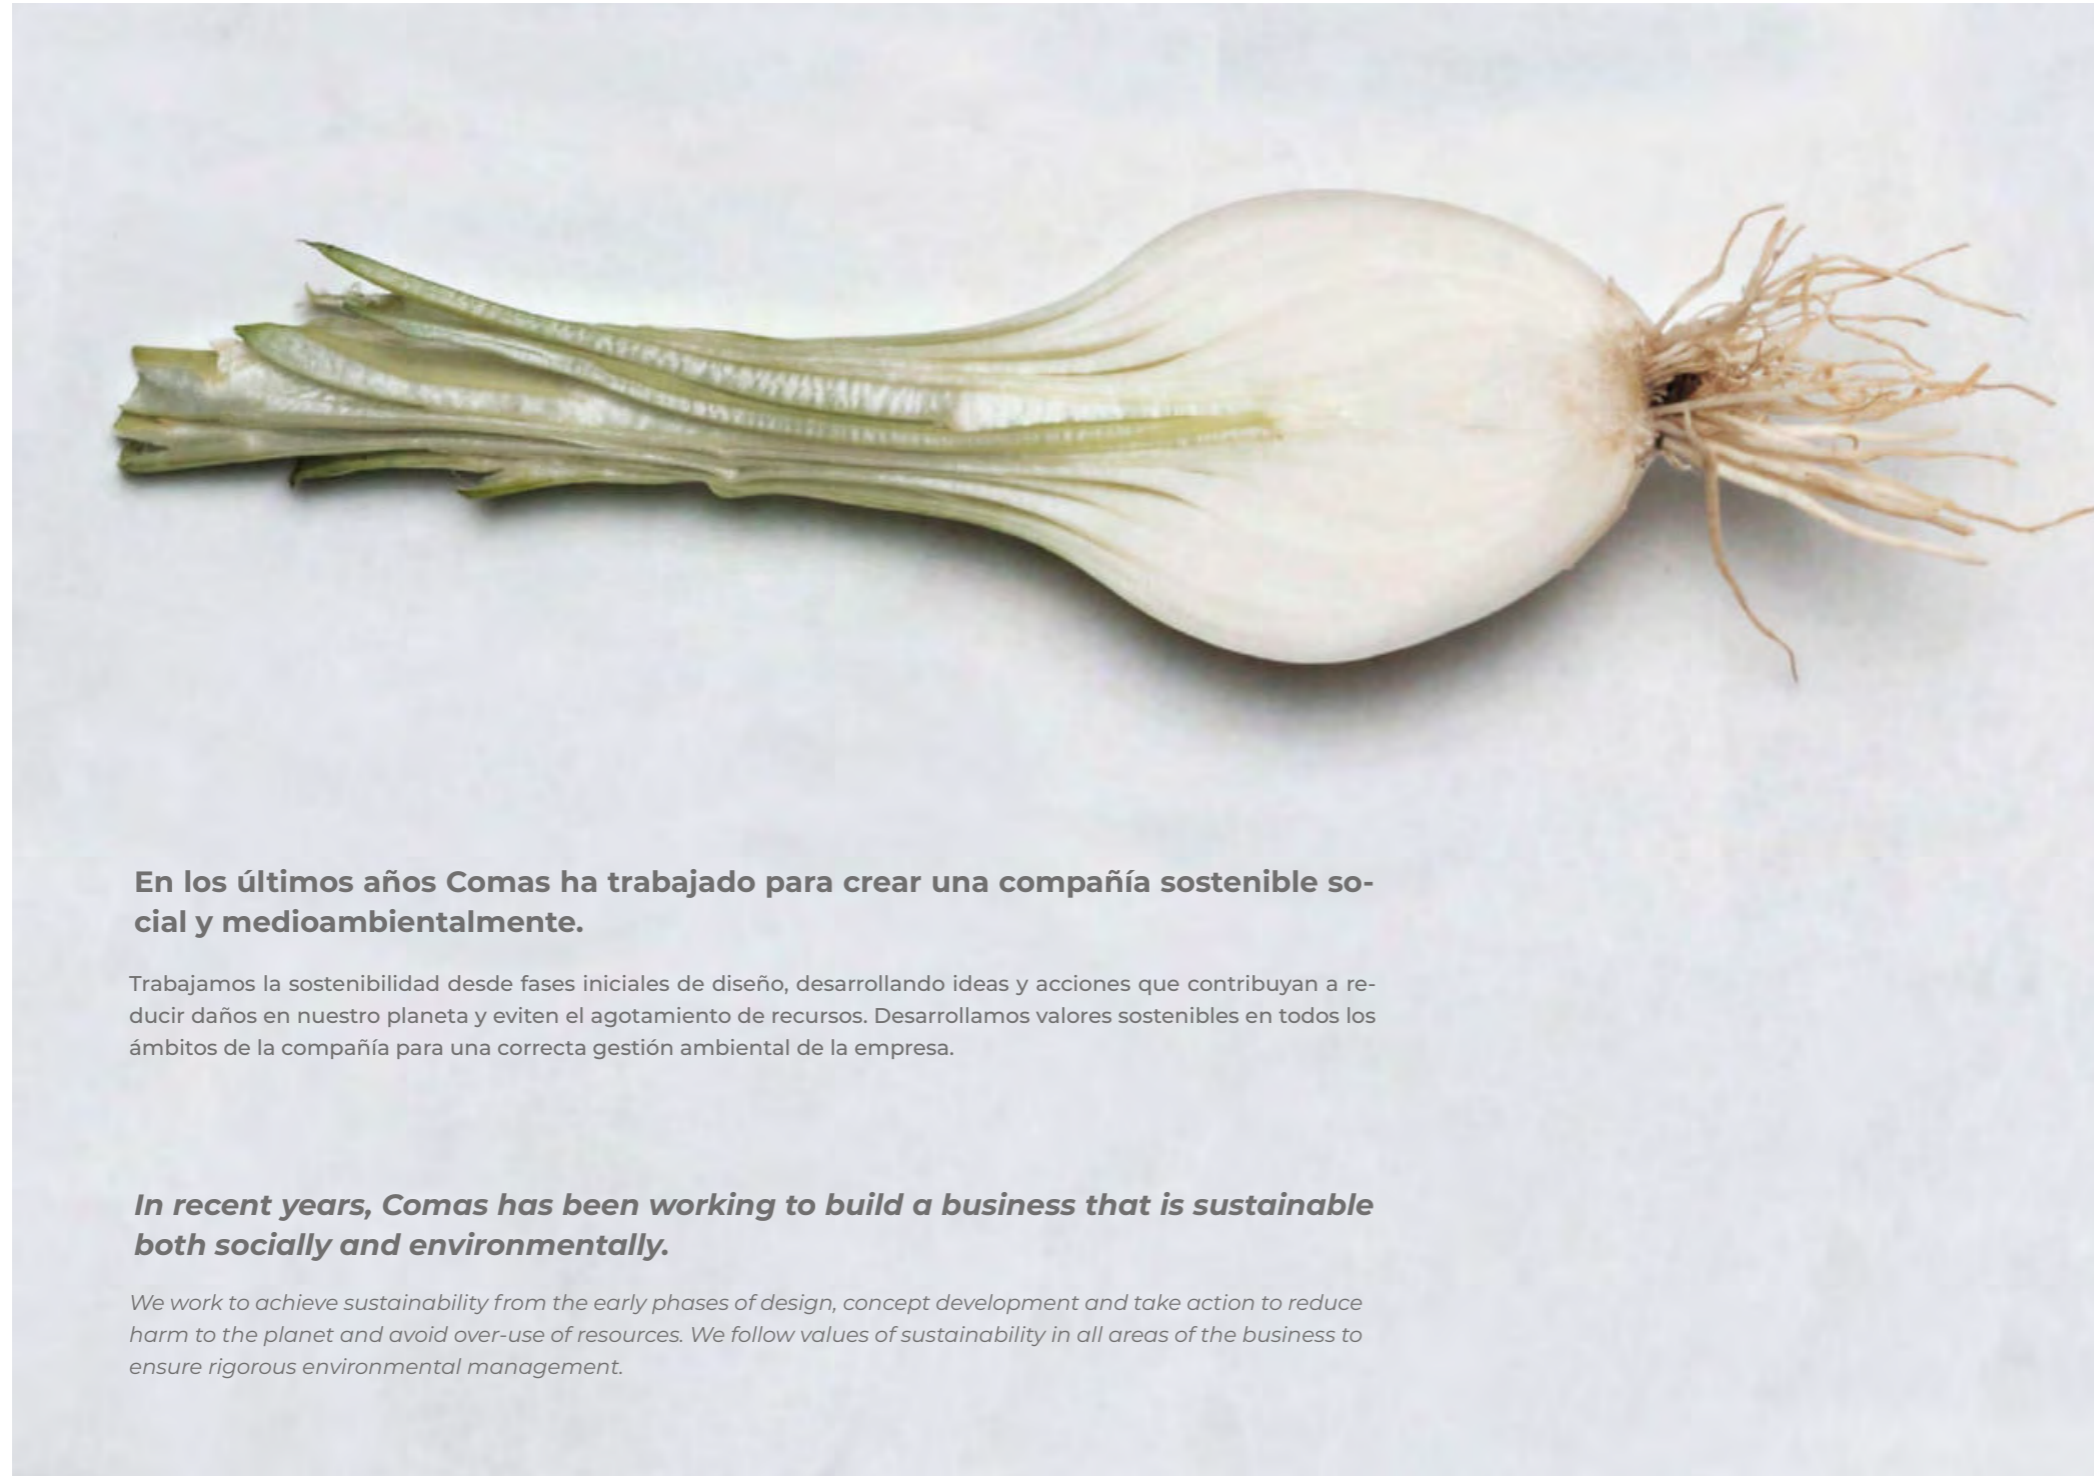 En los últimos años Comas ha trabajado para crear una compañía sostenible so-
cial y medioambientalmente.
Trabajamos la sostenibilidad desde fases iniciales de diseño, desarrollando ideas y acciones que contribuyan a re-
ducir daños en nuestro planeta y eviten el agotamiento de recursos. Desarrollamos valores sostenibles en todos los
ámbitos de la compañía para una correcta gestión ambiental de la empresa.
In recent years, Comas has been working to build a business that is sustainable
both socially and environmentally.
We work to achieve sustainability from the early phases of design, concept development and take action to reduce
harm to the planet and avoid over-use of resources. We follow values of sustainability in all areas of the business to
ensure rigorous environmental management.